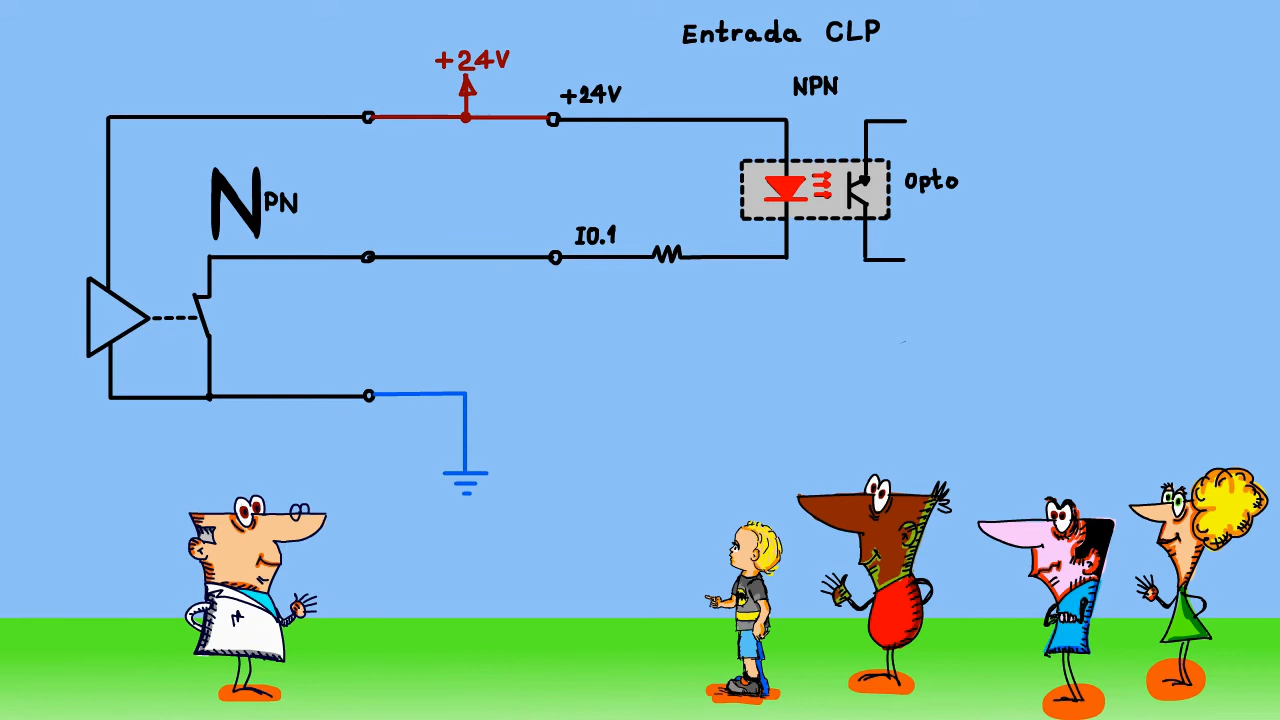 Entrada CLP
+24V
+24V
NPN
NPN
Opto
I0.1